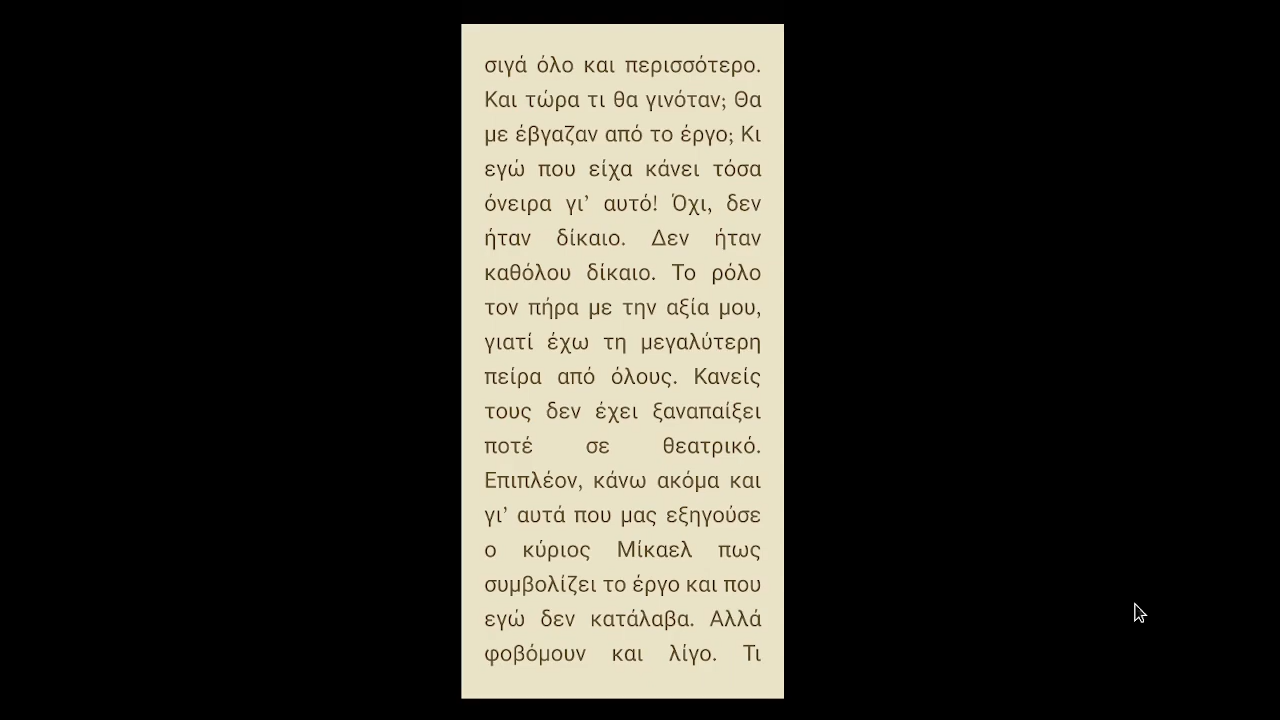 σιγά όλο και περισσότερο.
Και τώρα τι θα γινόταν; Θα
με έβγαζαν από το έργο; Κι
εγώ που είχα κάνει τόσα
όνειρα γι’ αυτό! Όχι, δεν
ήταν δίκαιο. Δεν ήταν
καθόλου δίκαιο. Το ρόλο
τον πήρα με την αξία μου,
γιατί έχω τη μεγαλύτερη
πείρα από όλους. Κανείς
τους δεν έχει ξαναπαίξει
ποτέ σε θεατρικό.
Επιπλέον, κάνω ακόμα και
γι’ αυτά που μας εξηγούσε
ο κύριος Μίκαελ πως
συμβολίζει το έργο και που
εγώ δεν κατάλαβα. Αλλά
φοβόμουν και λίγο. Τι